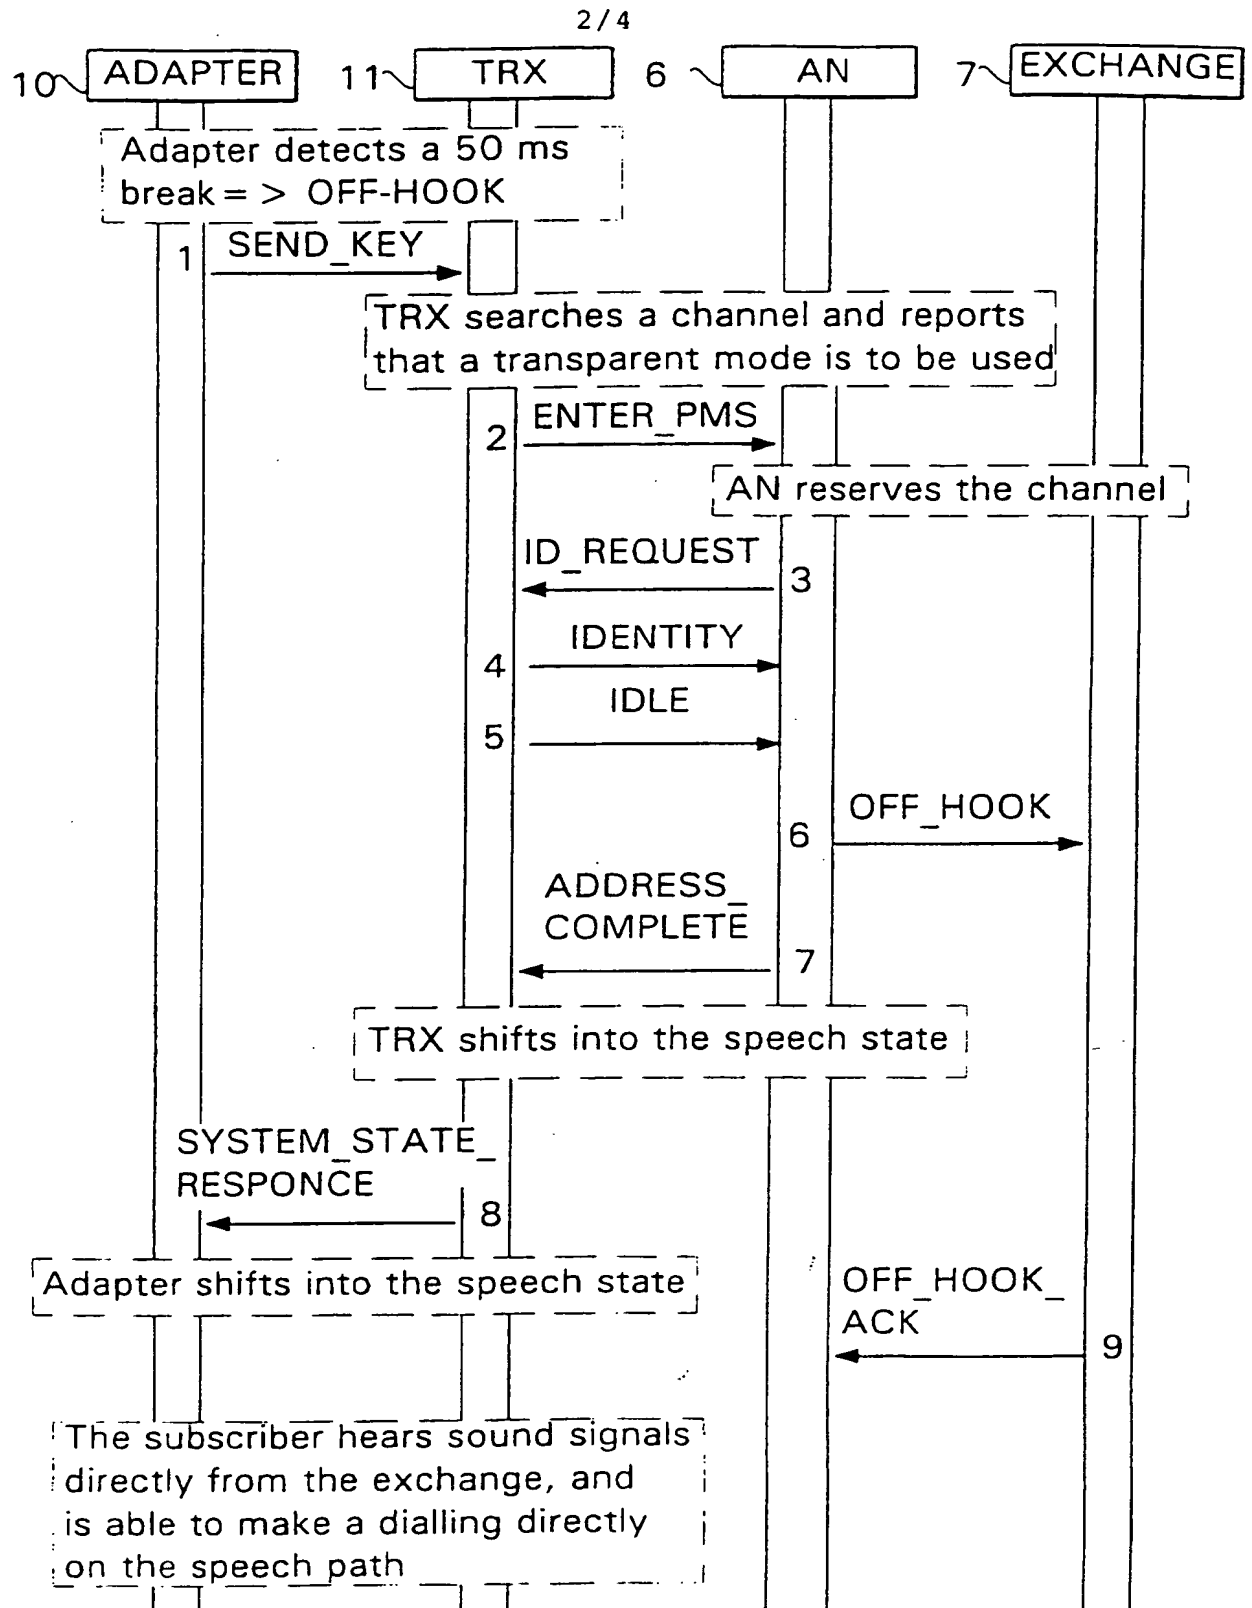 2/4
10 ADAPTER 11 TRX 6 AN 7 EXCHANGE
Adapter detects a 50 ms
break = > OFF-HOOK
1 SEND_KEY
TRX searches a channel and reports
that a transparent mode is to be used
2 ENTER_PMS
AN reserves the channel
ID_REQUEST 3
4 IDENTITY
5 IDLE
6 OFF_HOOK
ADDRESS_
COMPLETE 7
TRX shifts into the speech state
SYSTEM_STATE_
RESPONCE 8
Adapter shifts into the speech state
OFF_HOOK_
ACK 9
The subscriber hears sound signals
directly from the exchange, and
is able to make a dialling directly
on the speech path